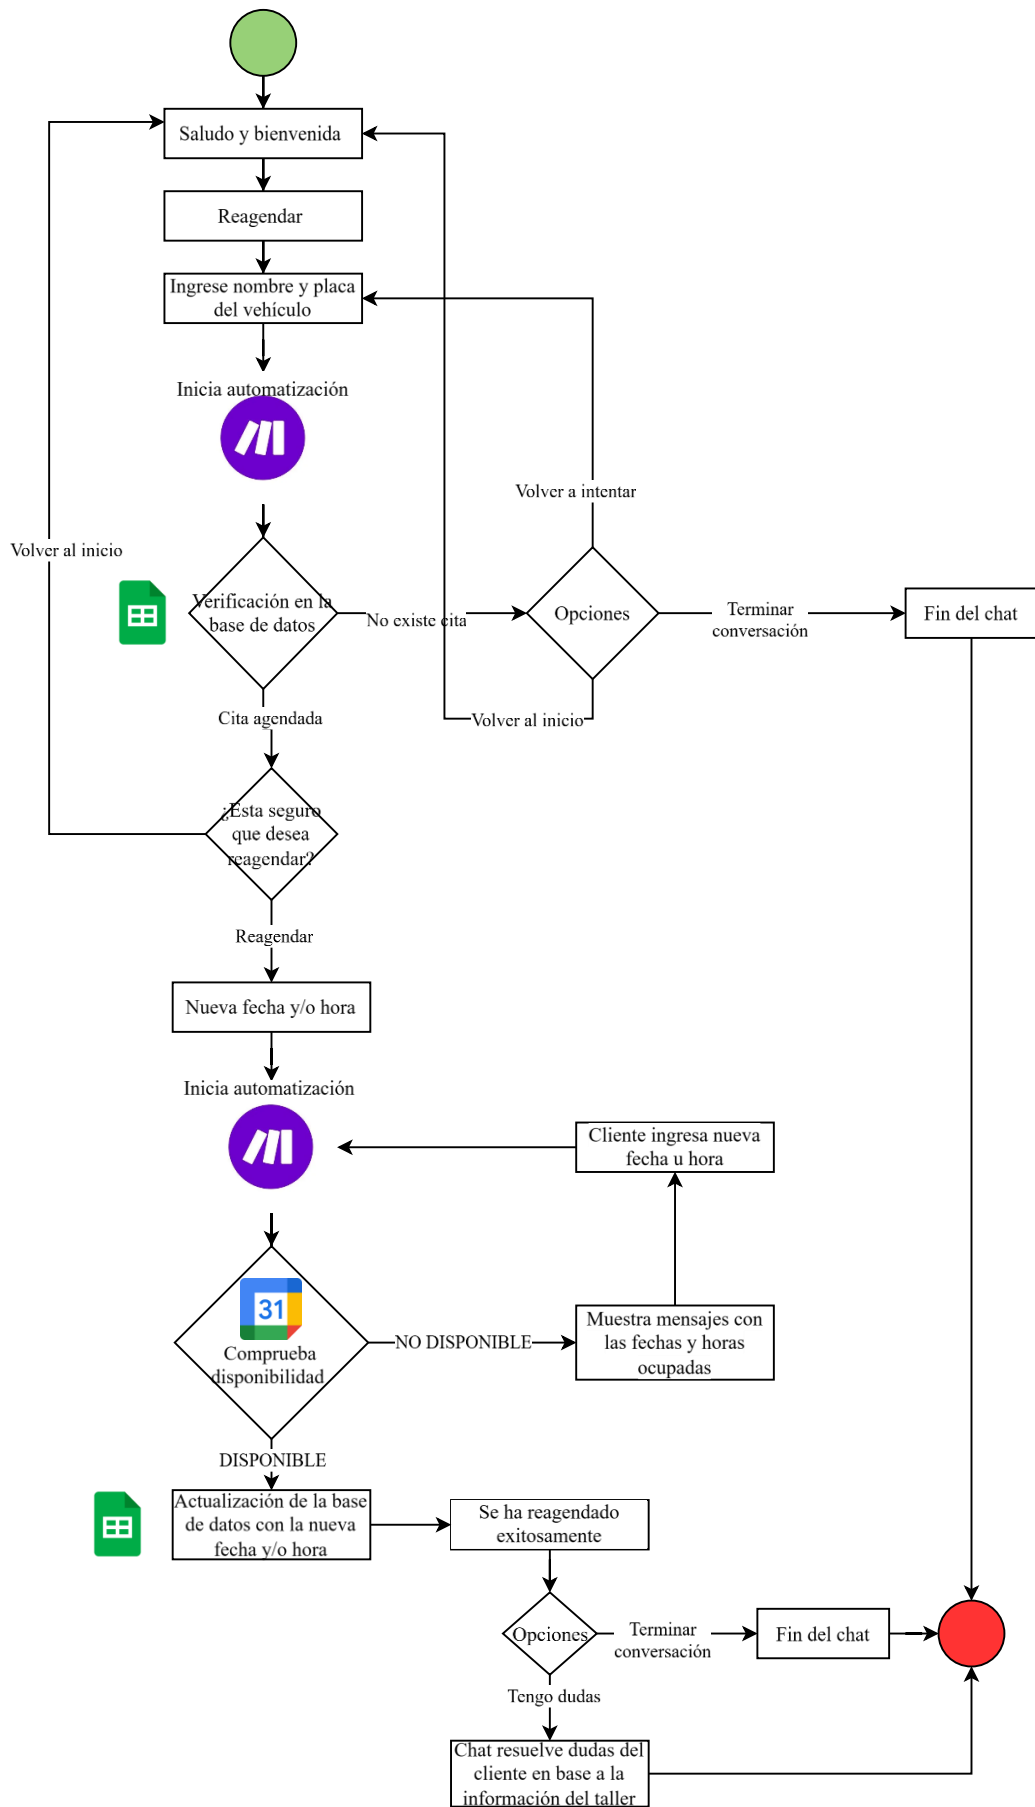 Saludo y bienvenida
Reagendar
Ingrese nombre y placa
del vehículo
Inicia automatización
Volver a intentar
Volver al inicio
Verificación en la
base de datos
No existe cita
Opciones
Terminar
conversación
Fin del chat
Cita agendada
Volver al inicio
¿Esta seguro
que desea
reagendar?
Reagendar
Nueva fecha y/o hora
Inicia automatización
Cliente ingresa nueva
fecha u hora
31
Comprueba
disponibilidad
NO DISPONIBLE
Muestra mensajes con
las fechas y horas
ocupadas
DISPONIBLE
Actualización de la base
de datos con la nueva
fecha y/o hora
Se ha reagendado
exitosamente
Opciones
Terminar
conversación
Fin del chat
Tengo dudas
Chat resuelve dudas del
cliente en base a la
información del taller